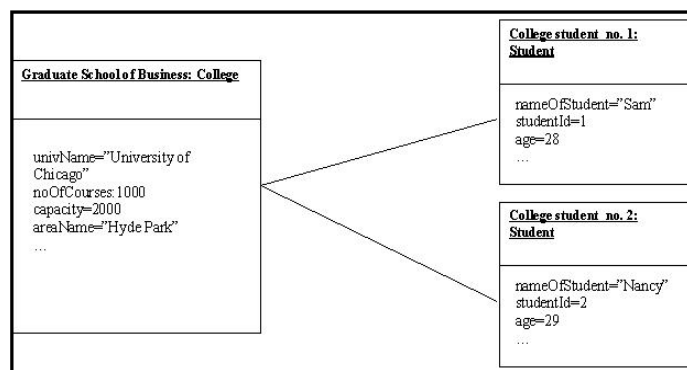 Graduate School of Business: College
univName="University of
Chicago"
noOfCourses:1000
capacity=2000
areaName="Hyde Park"
...
College student no. 1:
Student
nameOfStudent="Sam"
studentId=1
age=28
...
College student no. 2:
Student
nameOfStudent="Nancy"
studentId=2
age=29
...